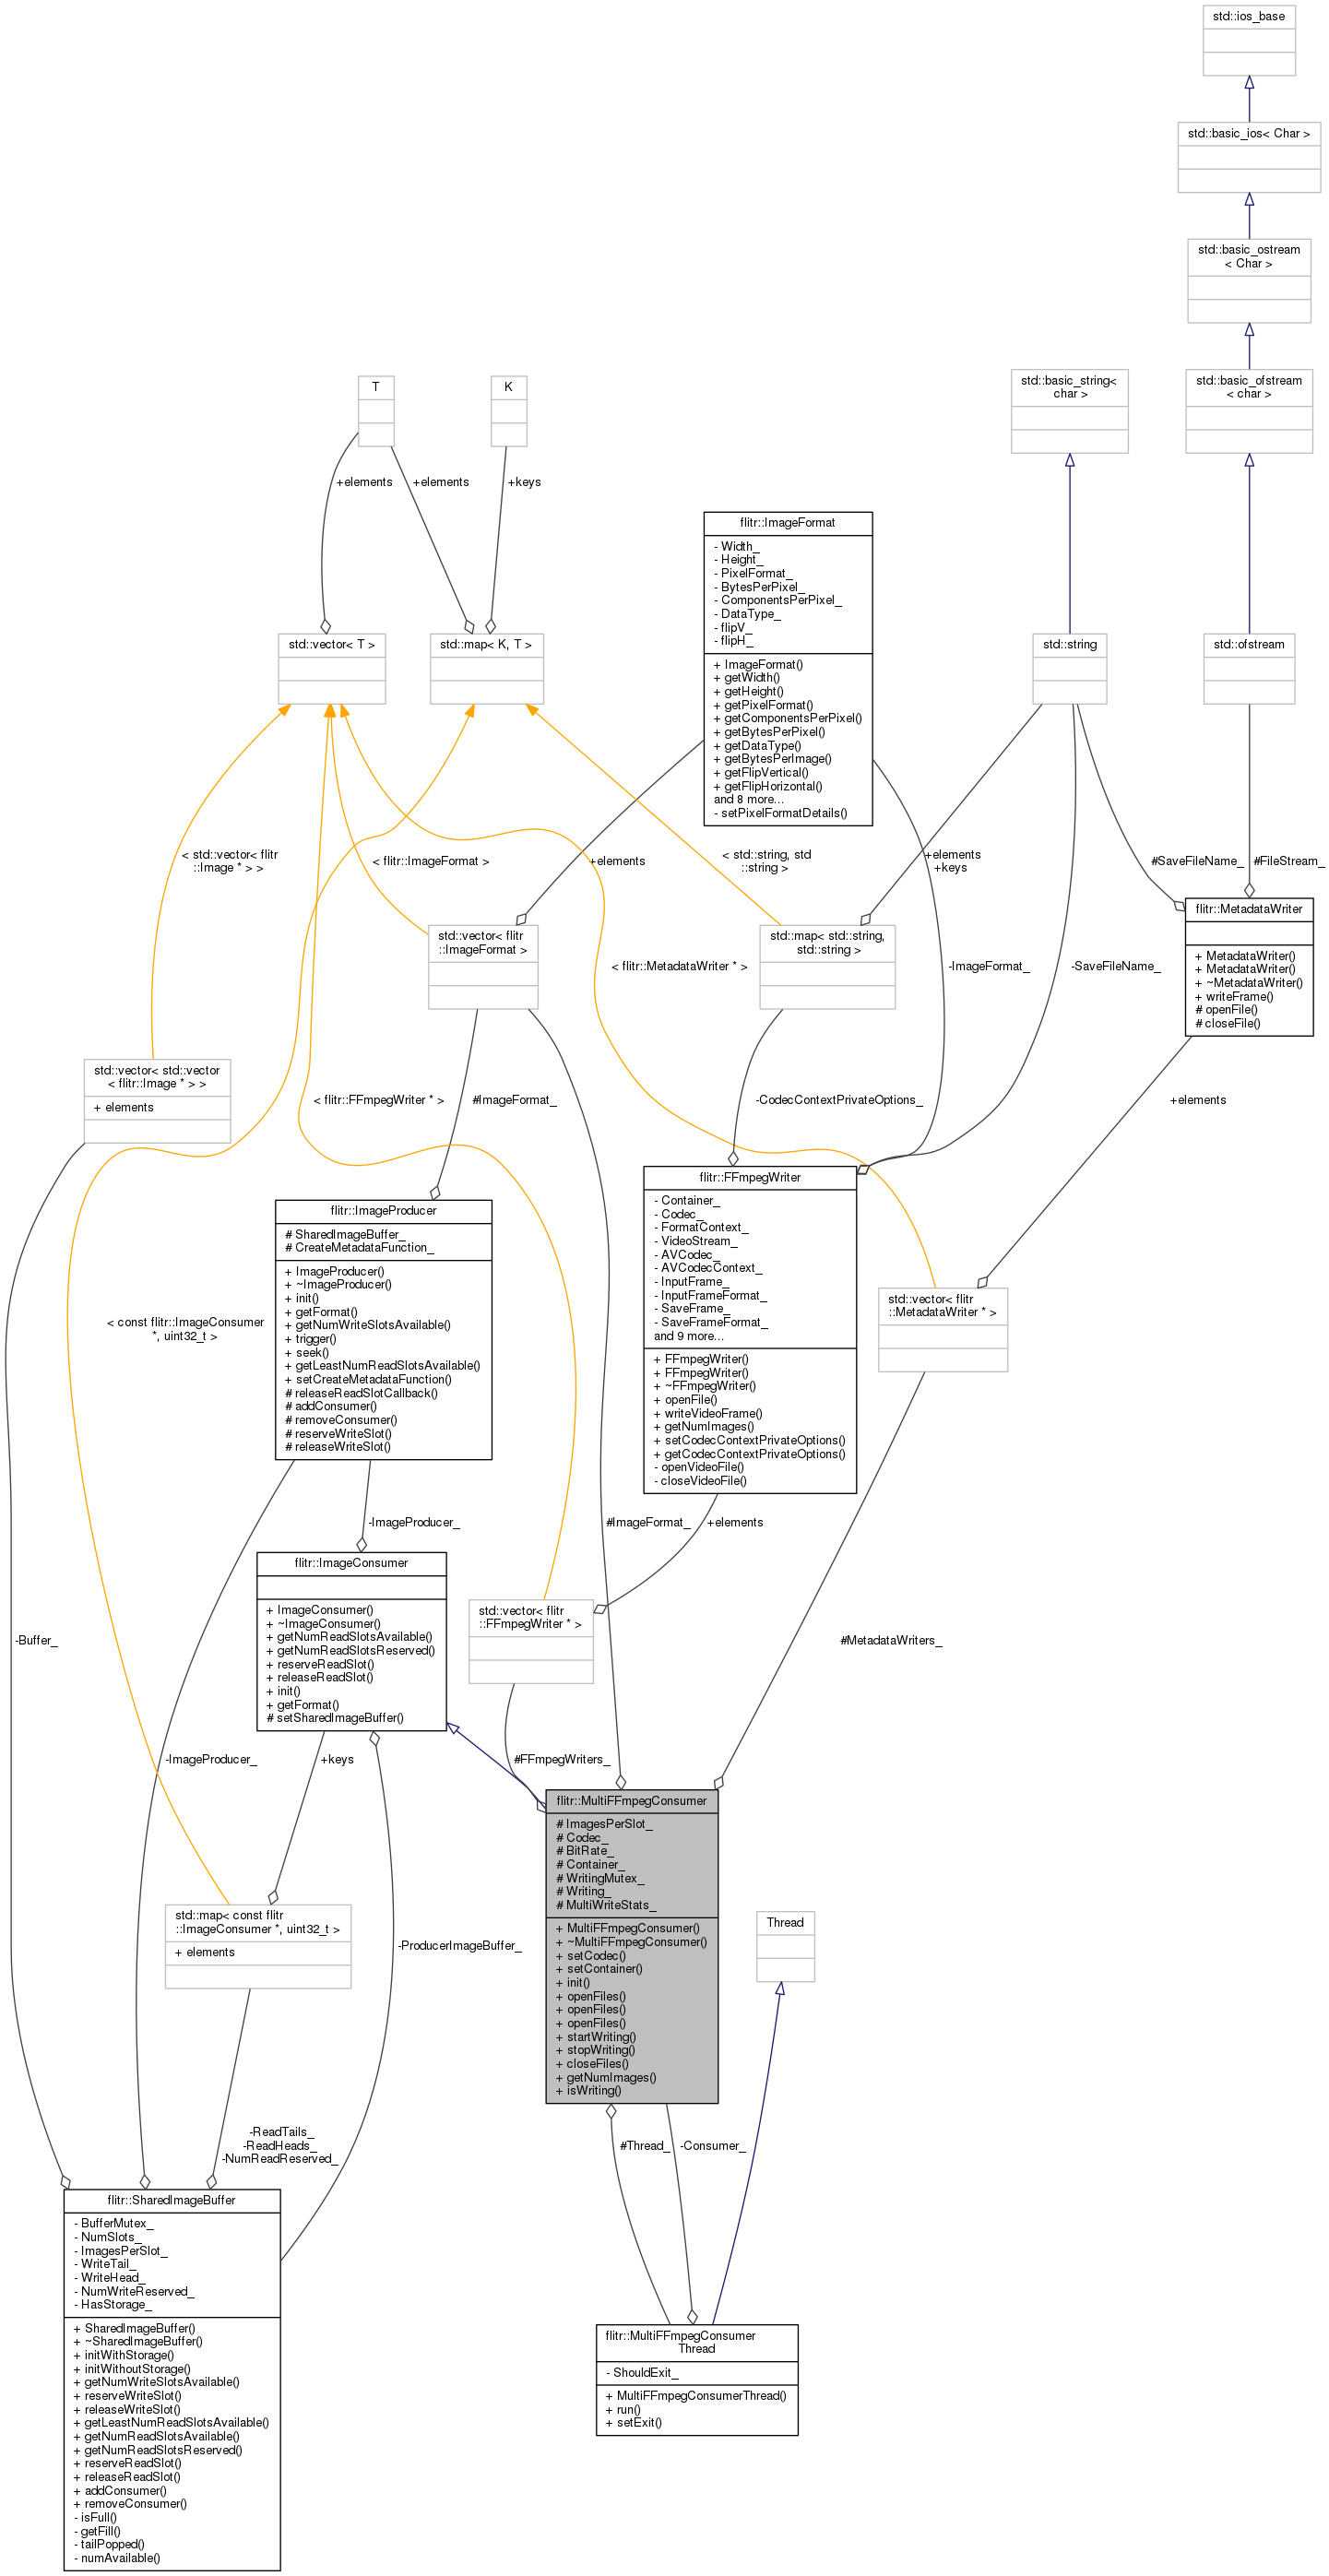 std::ios_base
std::basic_ios< Char >
std::basic_ostream
< Char >
std::basic_string<
char >
std::basic_ofstream
< char >
T
K
+elements
+elements
+keys
flitr::ImageFormat
- Width_
- Height_
- PixelFormat_
- BytesPerPixel_
- ComponentsPerPixel_
- DataType_
- flipV_
- flipH_
+ ImageFormat()
+ getWidth()
+ getHeight()
+ getPixelFormat()
+ getComponentsPerPixel()
+ getBytesPerPixel()
+ getDataType()
+ getBytesPerImage()
+ getFlipVertical()
+ getFlipHorizontal()
and 8 more...
- setPixelFormatDetails()
std::vector< T >
std::map< K, T >
std::string
std::ofstream
< std::vector< flitr
::Image * > >
< flitr::ImageFormat >
+elements
< std::string, std
::string >
+elements
+keys
#SaveFileName_
#FileStream_
flitr::MetadataWriter
+ MetadataWriter()
+ MetadataWriter()
+ ~MetadataWriter()
+ writeFrame()
# openFile()
# closeFile()
std::vector< flitr
::ImageFormat >
< flitr::MetadataWriter * >
std::map< std::string,
std::string >
-ImageFormat_
-SaveFileName_
std::vector< std::vector
< flitr::Image * > >
+ elements
< flitr::FFmpegWriter * >
#ImageFormat_
-CodecContextPrivateOptions_
+elements
flitr::FFmpegWriter
- Container_
- Codec_
- FormatContext_
- VideoStream_
- AVCodec_
- AVCodecContext_
- InputFrame_
- InputFrameFormat_
- SaveFrame_
- SaveFrameFormat_
and 9 more...
+ FFmpegWriter()
+ FFmpegWriter()
+ ~FFmpegWriter()
+ openFile()
+ writeVideoFrame()
+ getNumImages()
+ setCodecContextPrivateOptions()
+ getCodecContextPrivateOptions()
- openVideoFile()
- closeVideoFile()
flitr::ImageProducer
# SharedImageBuffer_
# CreateMetadataFunction_
+ ImageProducer()
+ ~ImageProducer()
+ init()
+ getFormat()
+ getNumWriteSlotsAvailable()
+ trigger()
+ seek()
+ getLeastNumReadSlotsAvailable()
+ setCreateMetadataFunction()
# releaseReadSlotCallback()
# addConsumer()
# removeConsumer()
# reserveWriteSlot()
# releaseWriteSlot()
< const flitr::ImageConsumer
*, uint32_t >
std::vector< flitr
::MetadataWriter * >
-ImageProducer_
#ImageFormat_
+elements
flitr::ImageConsumer
+ ImageConsumer()
+ ~ImageConsumer()
+ getNumReadSlotsAvailable()
+ getNumReadSlotsReserved()
+ reserveReadSlot()
+ releaseReadSlot()
+ init()
+ getFormat()
# setSharedImageBuffer()
std::vector< flitr
::FFmpegWriter * >
-Buffer_
#MetadataWriters_
-ImageProducer_
+keys
#FFmpegWriters_
flitr::MultiFFmpegConsumer
# ImagesPerSlot_
# Codec_
# BitRate_
# Container_
# WritingMutex_
# Writing_
# MultiWriteStats_
+ MultiFFmpegConsumer()
+ ~MultiFFmpegConsumer()
+ setCodec()
+ setContainer()
+ init()
+ openFiles()
+ openFiles()
+ openFiles()
+ startWriting()
+ stopWriting()
+ closeFiles()
+ getNumImages()
+ isWriting()
std::map< const flitr
::ImageConsumer *, uint32_t >
+ elements
-ProducerImageBuffer_
Thread
-ReadTails_
-ReadHeads_
-NumReadReserved_
#Thread_
-Consumer_
flitr::SharedImageBuffer
- BufferMutex_
- NumSlots_
- ImagesPerSlot_
- WriteTail_
- WriteHead_
- NumWriteReserved_
- HasStorage_
+ SharedImageBuffer()
+ ~SharedImageBuffer()
+ initWithStorage()
+ initWithoutStorage()
+ getNumWriteSlotsAvailable()
+ reserveWriteSlot()
+ releaseWriteSlot()
+ getLeastNumReadSlotsAvailable()
+ getNumReadSlotsAvailable()
+ getNumReadSlotsReserved()
+ reserveReadSlot()
+ releaseReadSlot()
+ addConsumer()
+ removeConsumer()
- isFull()
- getFill()
- tailPopped()
- numAvailable()
flitr::MultiFFmpegConsumer
Thread
- ShouldExit_
+ MultiFFmpegConsumerThread()
+ run()
+ setExit()